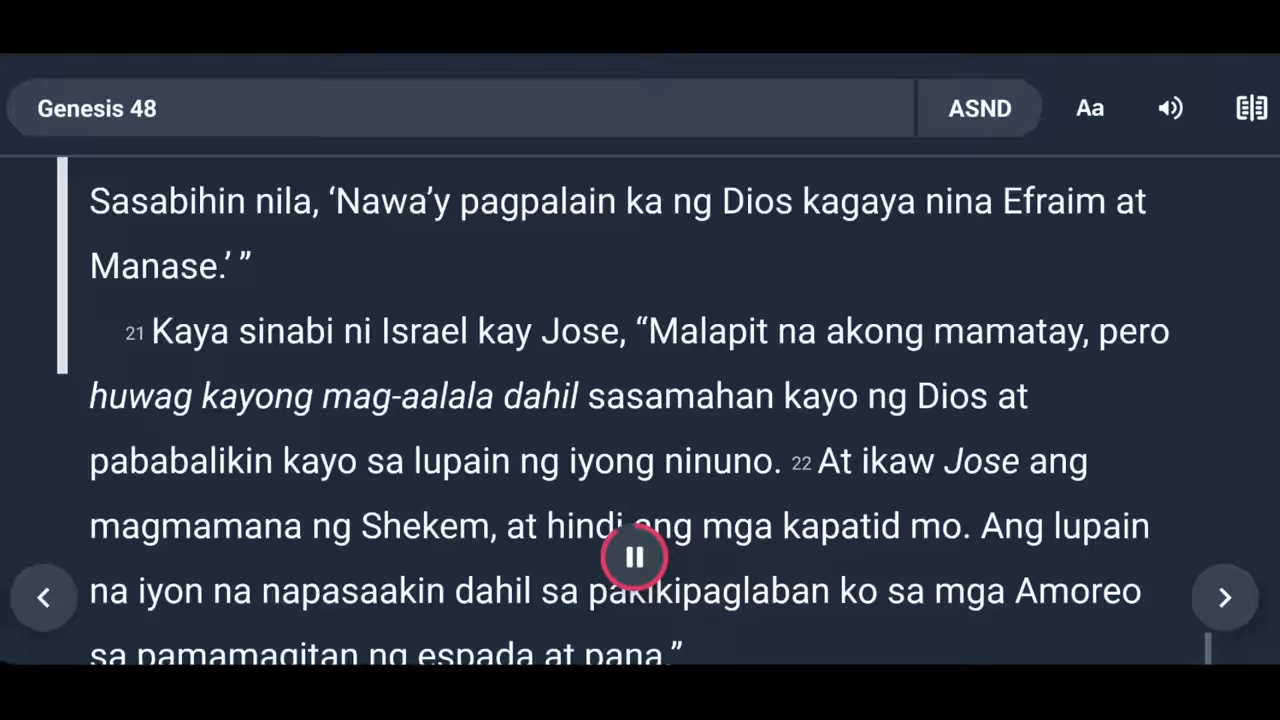 Genesis 48 ASND Aa
Sasabihin nila, ‘Nawa’y pagpalain ka ng Dios kagaya nina Efraim at
Manase.’ ”
21 Kaya sinabi ni Israel kay Jose, “Malapit na akong mamatay, pero
huwag kayong mag-aalala dahil sasamahan kayo ng Dios at
pababalikin kayo sa lupain ng iyong ninuno. 22 At ikaw Jose ang
magmamana ng Shekem, at hindi ang mga kapatid mo. Ang lupain
na iyon na napasaakin dahil sa pakikipaglaban ko sa mga Amoreo
sa pamamagitan ng espada at pana.”